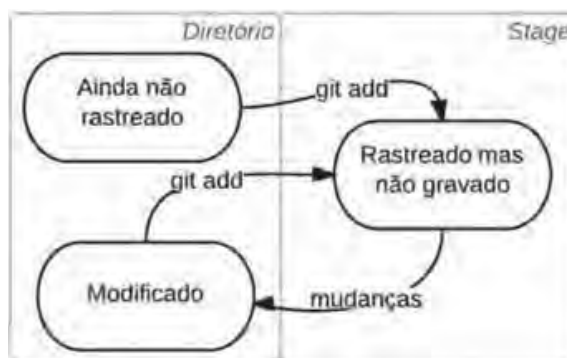 Diretório
Stage
Ainda não
rastreado
git add
Rastreado mas
não gravado
git add
Modificado
mudanças